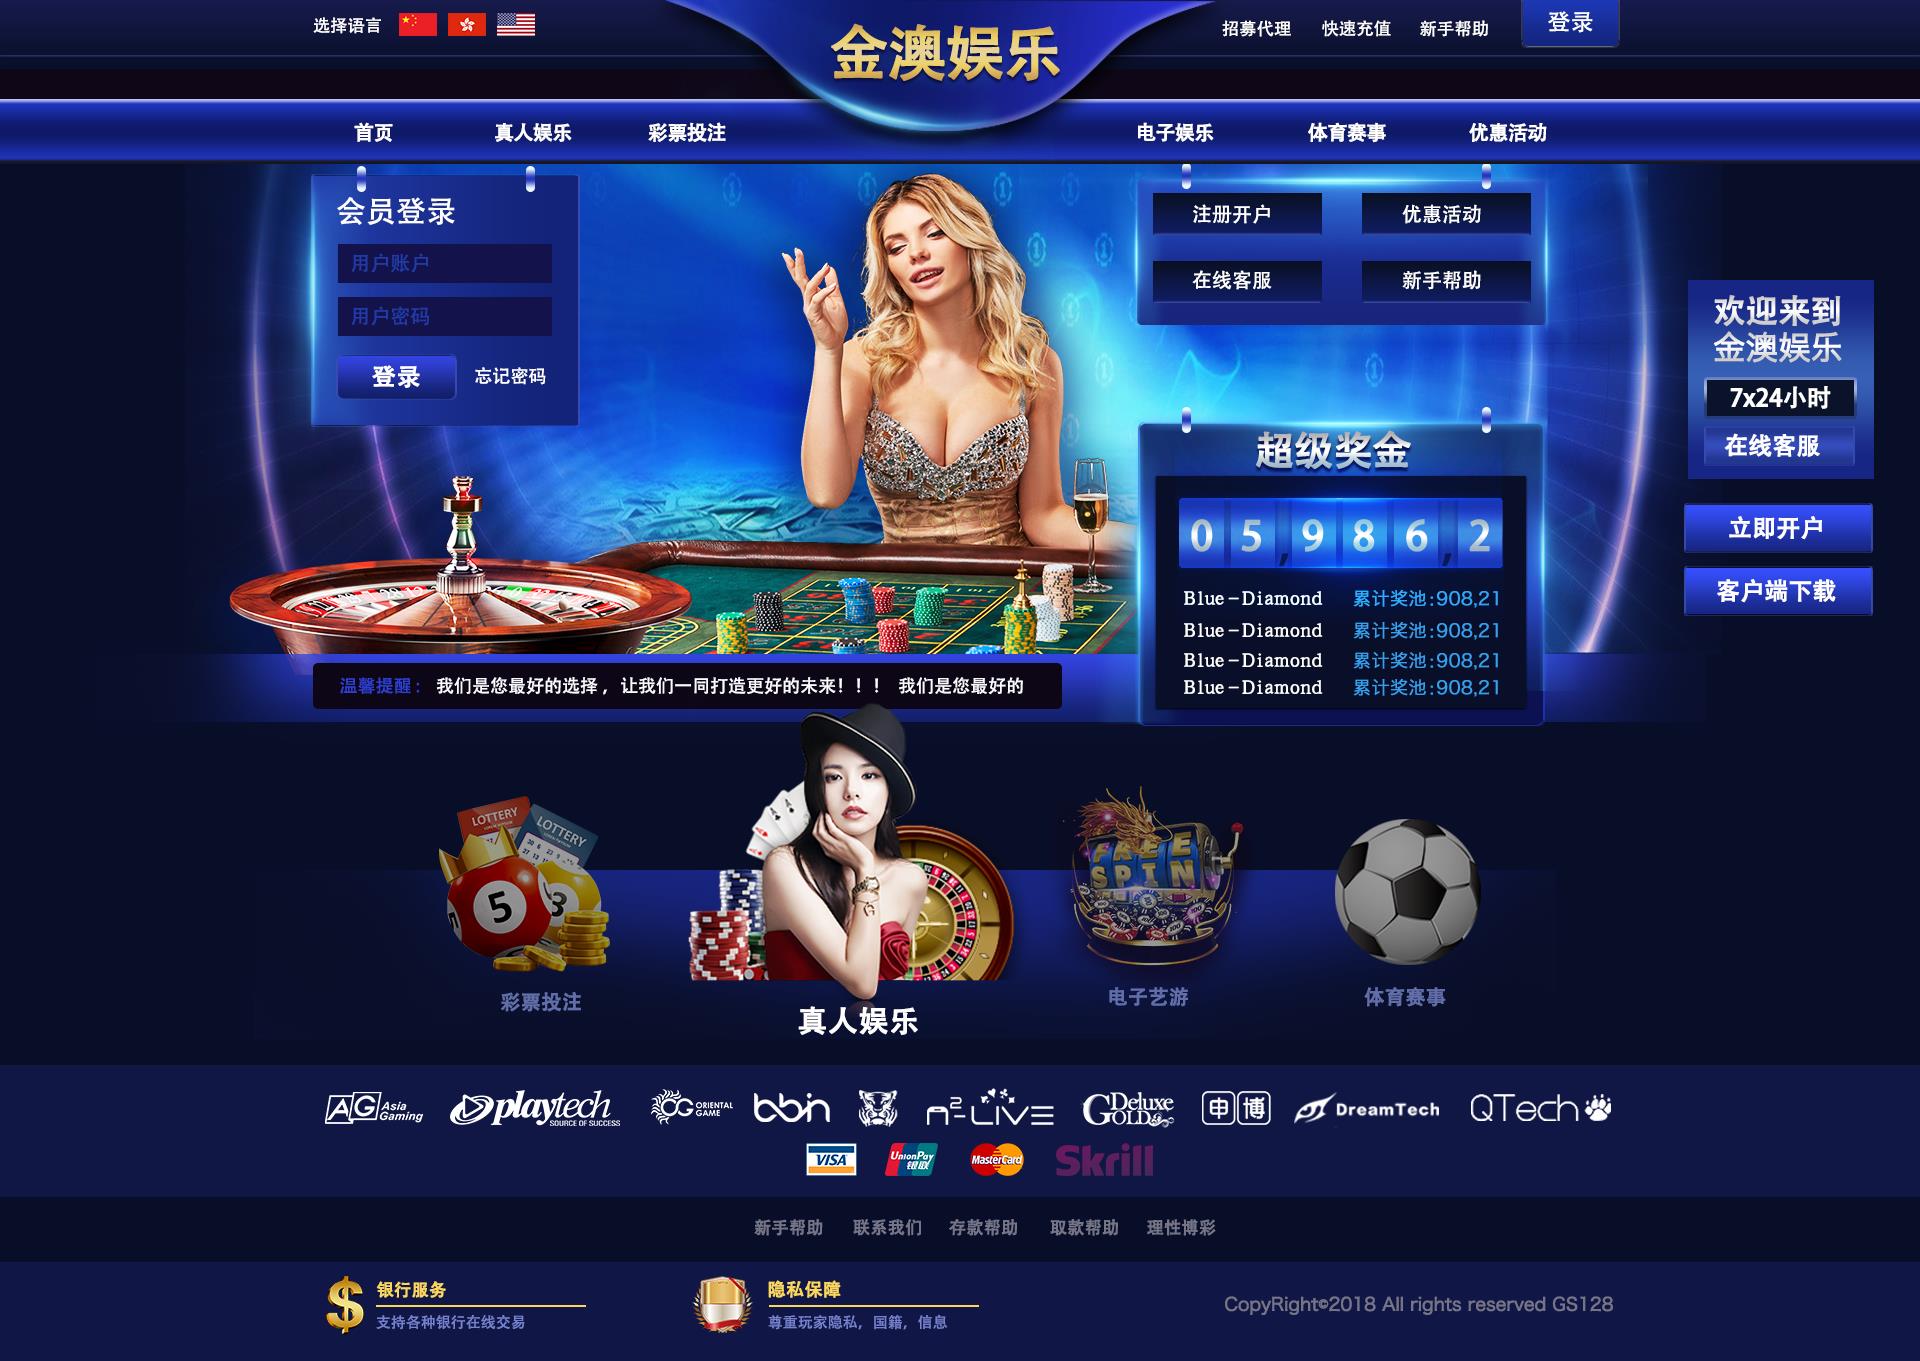 选择语言
金澳娱乐
招募代理 快速充值 新手帮助 登录
首页 真人娱乐 彩票投注 电子娱乐 体育赛事 优惠活动
会员登录
用户账户
用户密码
登录 忘记密码
注册开户 优惠活动
在线客服 新手帮助
欢迎来到
金澳娱乐
7x24小时
在线客服
立即开户
客户端下载
超级奖金
05,986,2
Blue-Diamond 累计奖池:908,21
Blue-Diamond 累计奖池:908,21
Blue-Diamond 累计奖池:908,21
Blue-Diamond 累计奖池:908,21
温馨提醒： 我们是您最好的选择，让我们一同打造更好的未来！！！ 我们是您最好的
LOTTERY
LOTTERY
5
3
FREE
SPIN
彩票投注
真人娱乐
电子艺游
体育赛事
AG Asia Gaming
playtech
SOURCE OF SUCCESS
OG ORIENTAL GAME
bbin
n2-LIVE
GDeluxe
GOLD
申博
DreamTech
QTech
VISA
UnionPay
银联
MasterCard
Skrill
新手帮助 联系我们 存款帮助 取款帮助 理性博彩
银行服务
支持各种银行在线交易
隐私保障
尊重玩家隐私，国籍，信息
CopyRight©2018 All rights reserved GS128